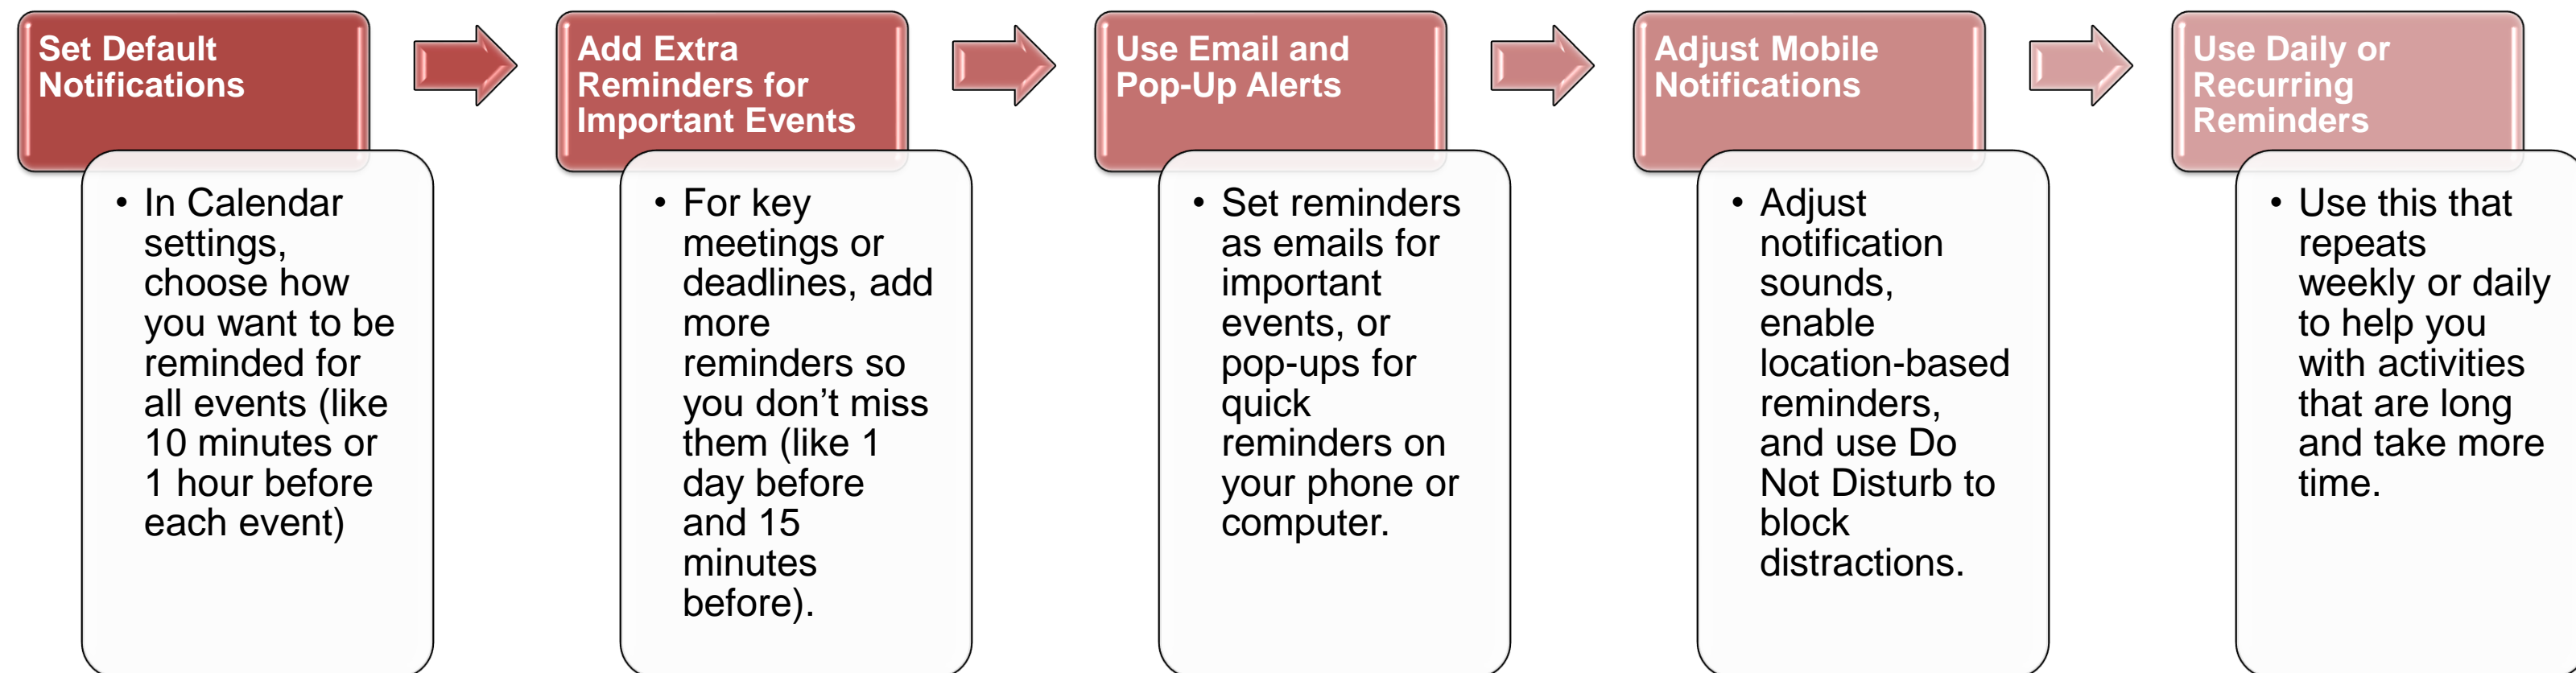 Set Default
Notifications
• In Calendar
settings,
choose how
you want to be
reminded for
all events (like
10 minutes or
1 hour before
each event)
Add Extra
Reminders for
Important Events
• For key
meetings or
deadlines, add
more
reminders so
you don’t miss
them (like 1
day before
and 15
minutes
before).
Use Email and
Pop-Up Alerts
• Set reminders
as emails for
important
events, or
pop-ups for
quick
reminders on
your phone or
computer.
Adjust Mobile
Notifications
• Adjust
notification
sounds,
enable
location-based
reminders,
and use Do
Not Disturb to
block
distractions.
Use Daily or
Recurring
Reminders
• Use this that
repeats
weekly or daily
to help you
with activities
that are long
and take more
time.